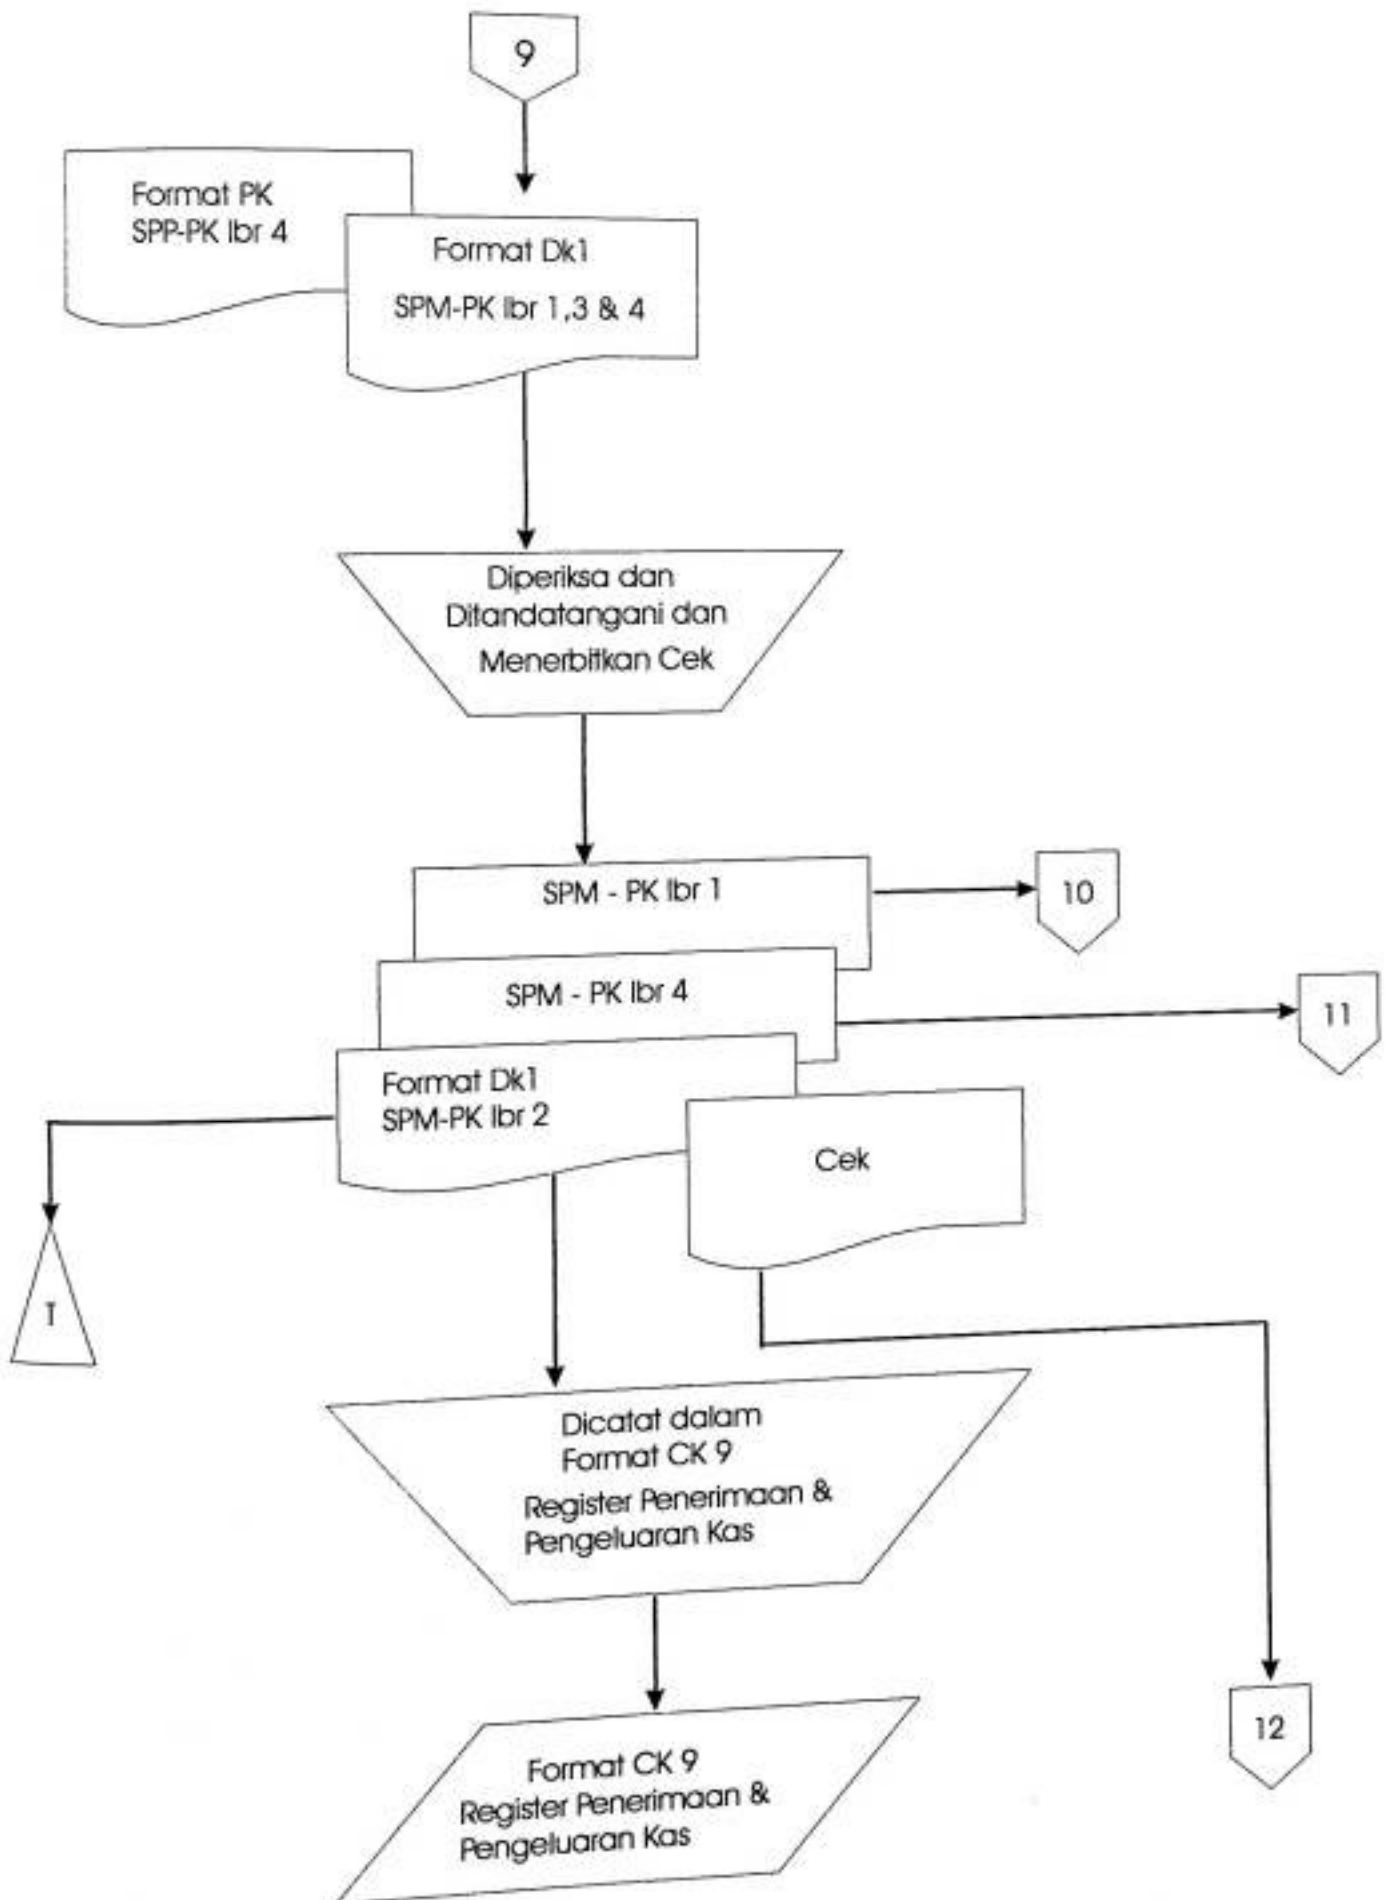 9
Format PK
SPP-PK lbr 4
Format Dk1
SPM-PK lbr 1,3 & 4
Diperiksa dan
Ditandatangani dan
Menerbitkan Cek
SPM - PK lbr 1
10
SPM - PK lbr 4
11
Format Dk1
SPM-PK lbr 2
Cek
T
Dicatat dalam
Format CK 9
Register Penerimaan &
Pengeluaran Kas
12
Format CK 9
Register Penerimaan &
Pengeluaran Kas